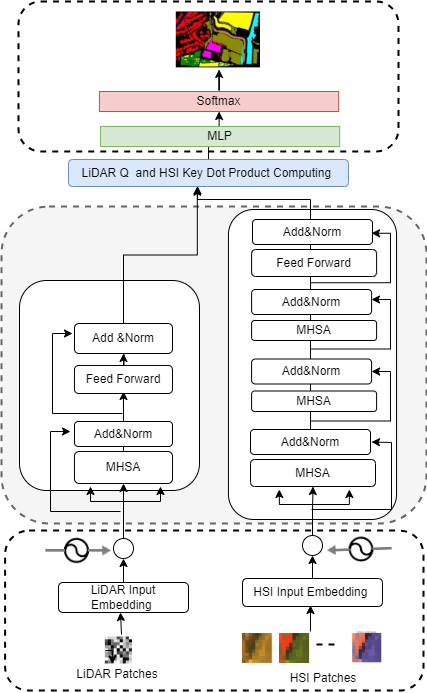 Softmax
MLP
LiDAR Q and HSI Key Dot Product Computing
Add&Norm
Feed Forward
Add&Norm
MHSA
Add &Norm
Add&Norm
Feed Forward
MHSA
Add&Norm
Add&Norm
MHSA
MHSA
LiDAR Input
Embedding
HSI Input Embedding
LiDAR Patches
HSI Patches